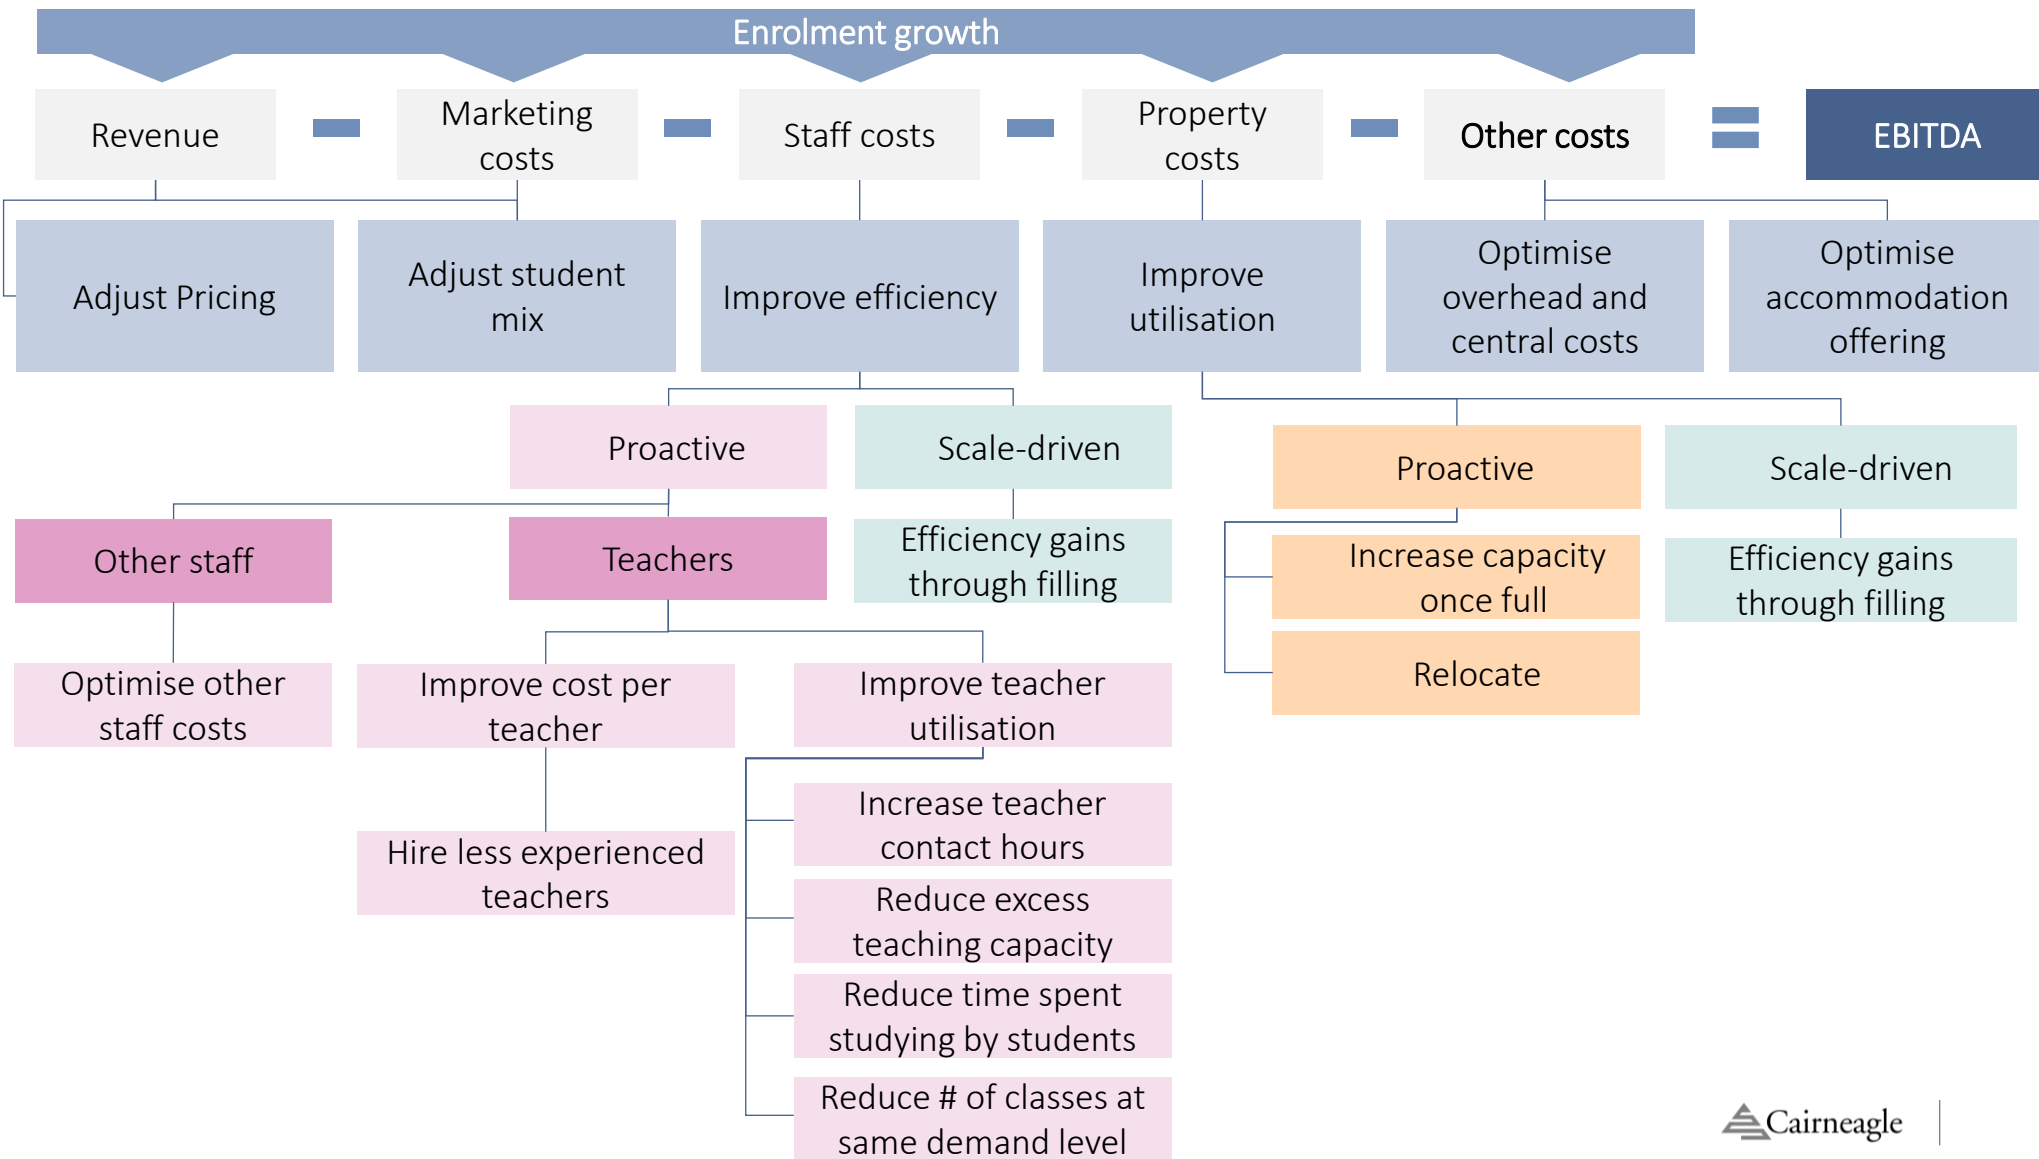 Enrolment growth
Revenue
Marketing
costs
Staff costs
Property
costs
Other costs
EBITDA
Adjust Pricing
Adjust student
mix
Improve efficiency
Improve
utilisation
Optimise
overhead and
central costs
Optimise
accommodation
offering
Proactive
Scale-driven
Proactive
Scale-driven
Other staff
Teachers
Efficiency gains
through filling
Increase capacity
once full
Efficiency gains
through filling
Relocate
Optimise other
staff costs
Improve cost per
teacher
Improve teacher
utilisation
Hire less experienced
teachers
Increase teacher
contact hours
Reduce excess
teaching capacity
Reduce time spent
studying by students
Reduce # of classes at
same demand level
Cairneagle